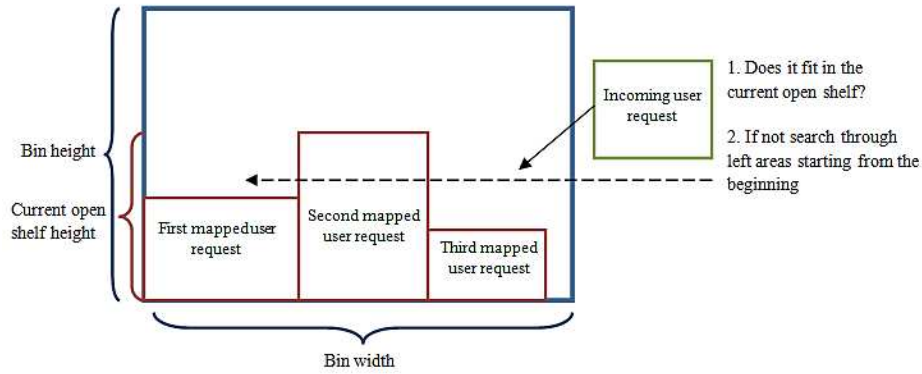 Bin height
Current open
shelf height
First mapped user
request
Second mapped
user request
Third mapped
user request
Bin width
Incoming user
request
1. Does it fit in the
current open shelf?
2. If not search through
left areas starting from the
beginning